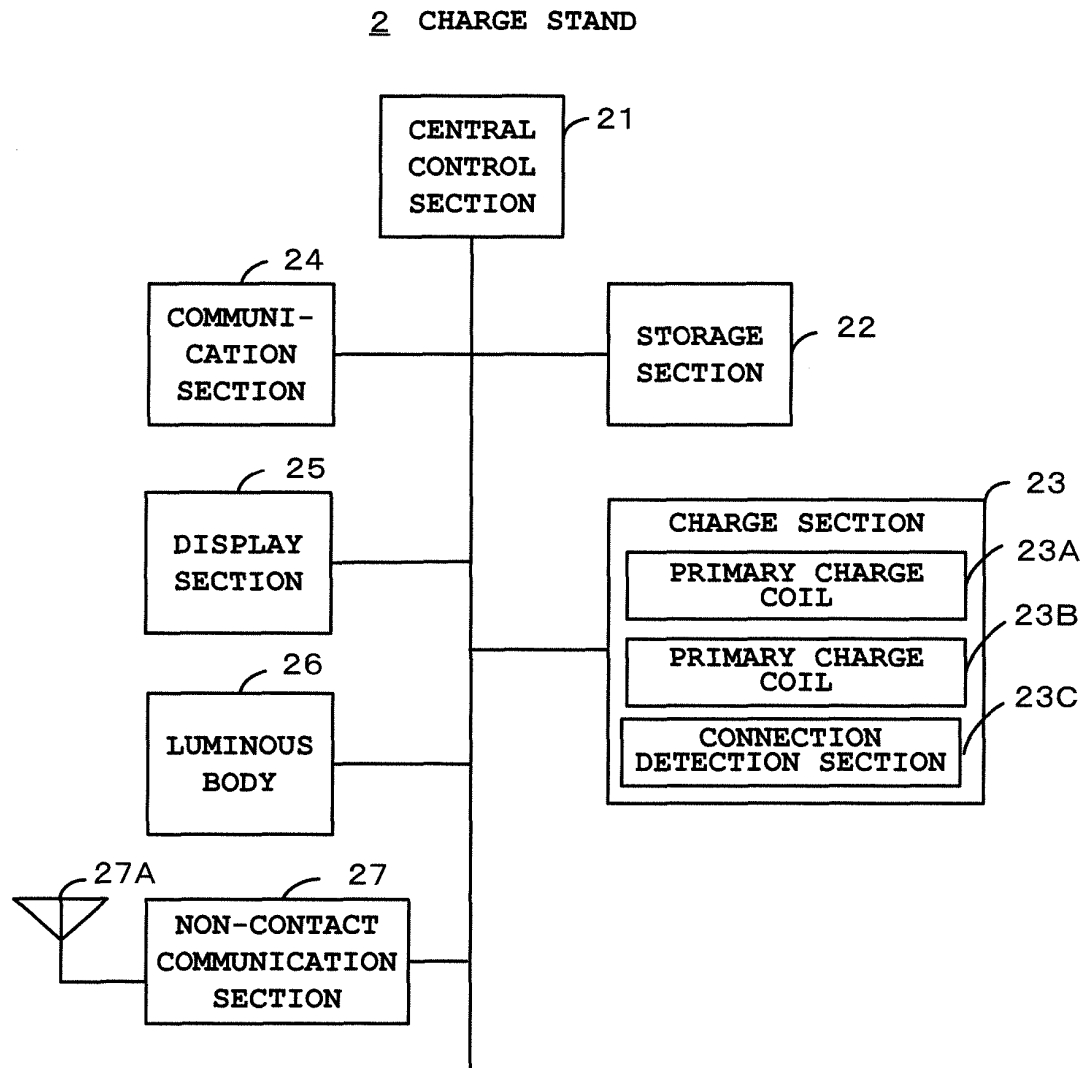 2 CHARGE STAND
21
CENTRAL
CONTROL
SECTION
24
COMMUNI-
CATION
SECTION
22
STORAGE
SECTION
25
DISPLAY
SECTION
23
CHARGE SECTION
23A
PRIMARY CHARGE
COIL
23B
PRIMARY CHARGE
COIL
23C
CONNECTION
DETECTION SECTION
26
LUMINOUS
BODY
27A
27
NON-CONTACT
COMMUNICATION
SECTION